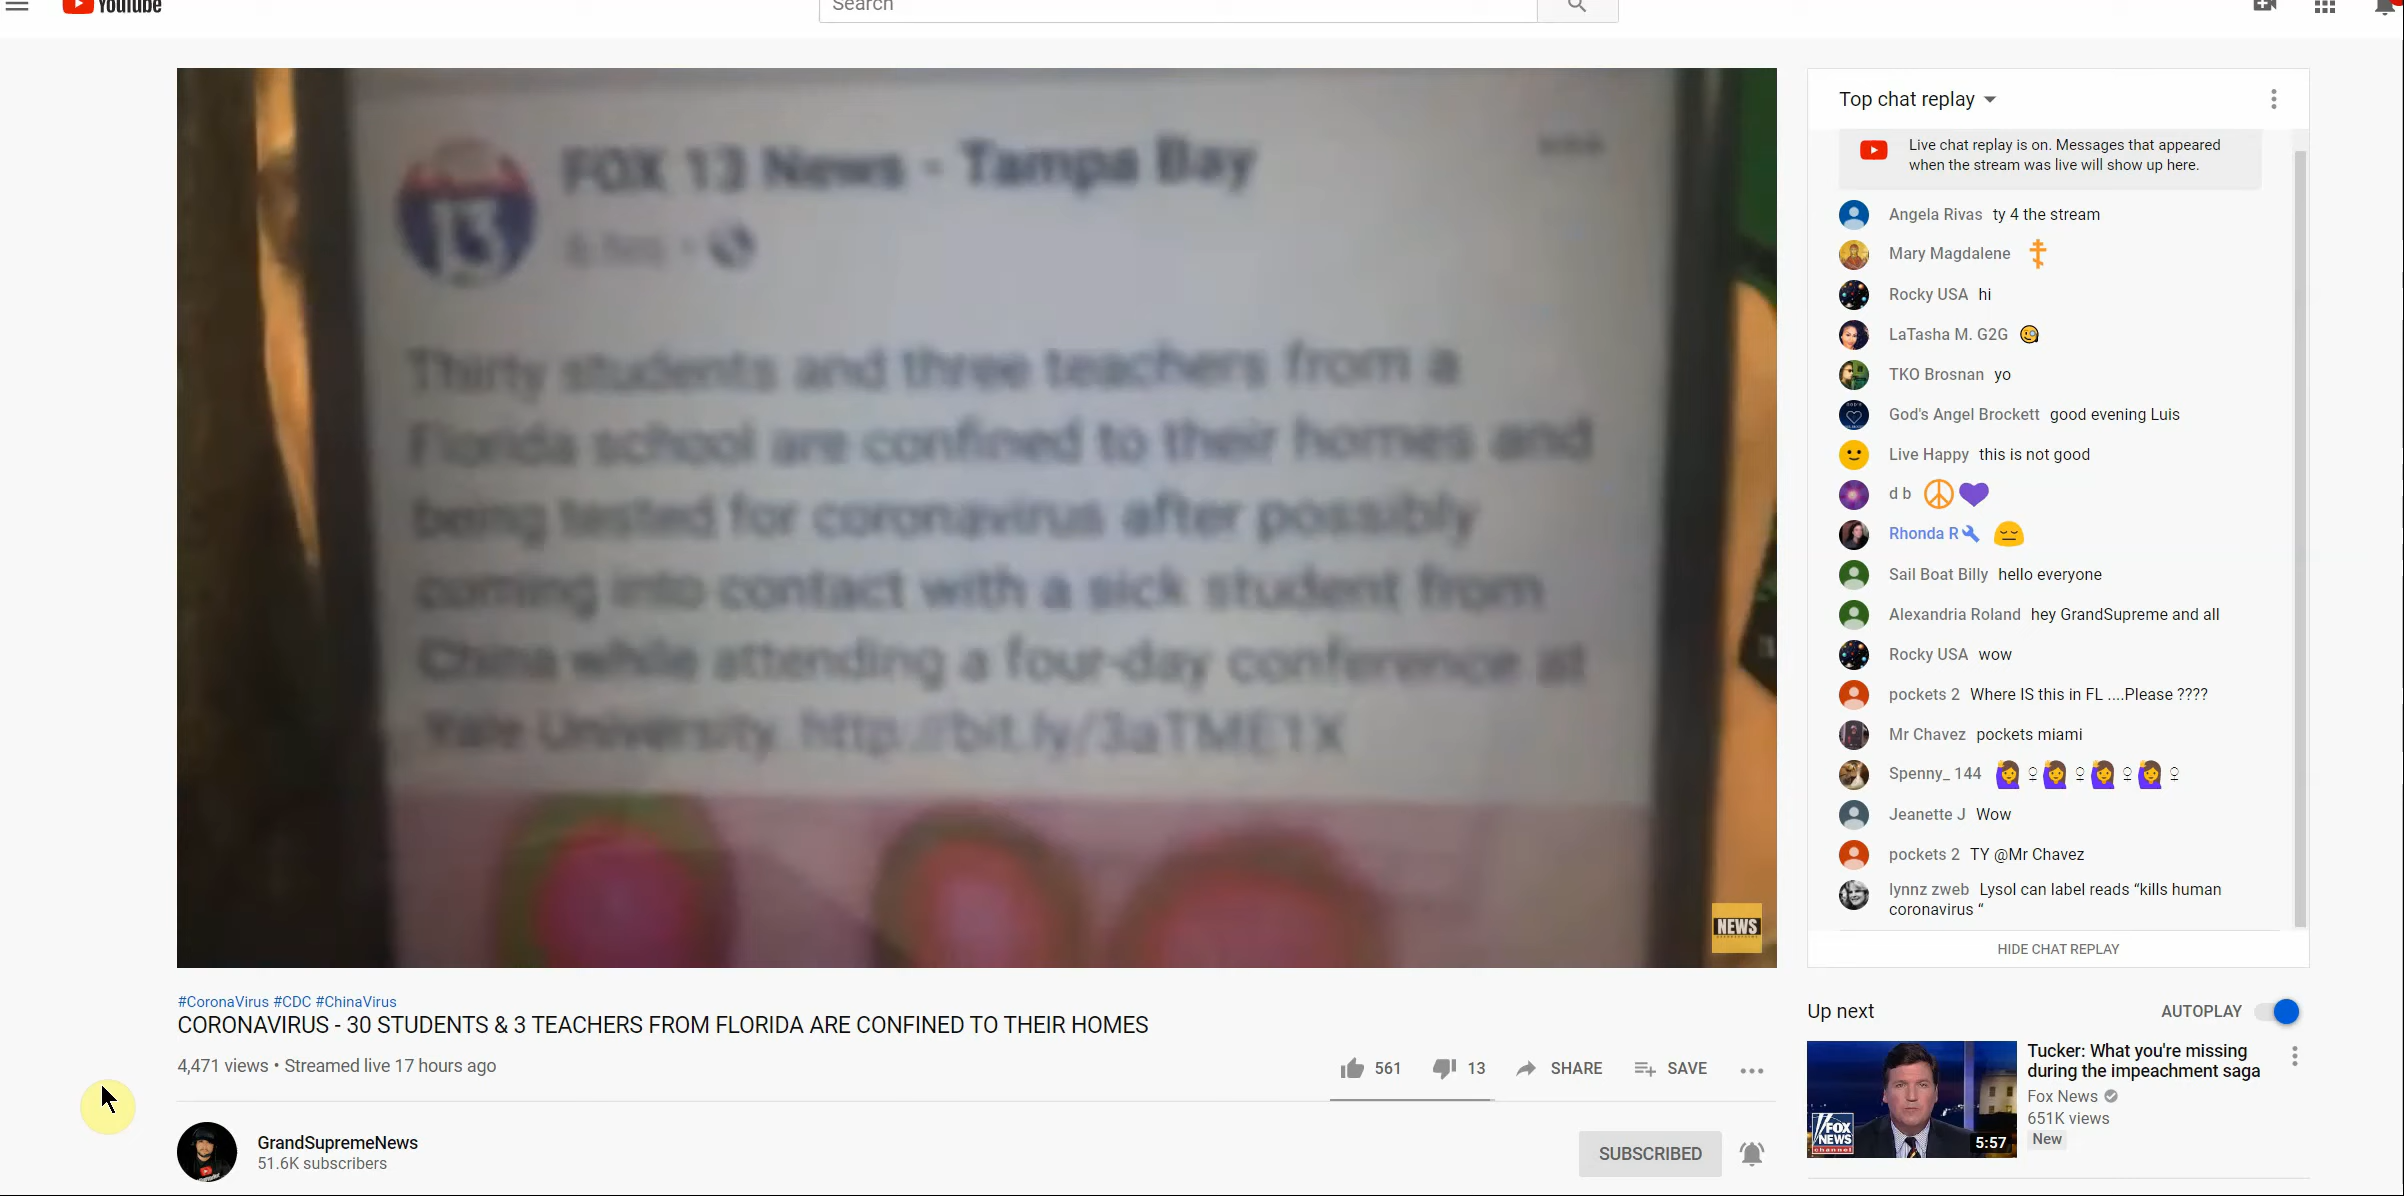 YouTube
Search
FOX 13 News - Tampa Bay
13
6 hrs
Thirty students and three teachers from a
Florida school are confined to their homes and
being tested for coronavirus after possibly
coming into contact with a sick student from
China while attending a four-day conference at
Yale University. http://bit.ly/3aTME1X
NEWS
#CoronaVirus #CDC #ChinaVirus
CORONAVIRUS - 30 STUDENTS & 3 TEACHERS FROM FLORIDA ARE CONFINED TO THEIR HOMES
4,471 views • Streamed live 17 hours ago
561
13
SHARE
SAVE
GrandSupremeNews
51.6K subscribers
SUBSCRIBED
Top chat replay
Live chat replay is on. Messages that appeared
when the stream was live will show up here.
Angela Rivas ty 4 the stream
Mary Magdalene ☦
Rocky USA hi
LaTasha M. G2G
TKO Brosnan yo
God's Angel Brockett good evening Luis
Live Happy this is not good
d b ☮💜
Rhonda R 😔
Sail Boat Billy hello everyone
Alexandria Roland hey GrandSupreme and all
Rocky USA wow
pockets 2 Where IS this in FL ....Please ????
Mr Chavez pockets miami
Spenny_ 144 🙋♀🙋♀🙋♀🙋♀
Jeanette J Wow
pockets 2 TY @Mr Chavez
lynnz zweb Lysol can label reads “kills human
coronavirus “
HIDE CHAT REPLAY
Up next
AUTOPLAY
FOX
NEWS
channel
5:57
Tucker: What you're missing
during the impeachment saga
Fox News
651K views
New